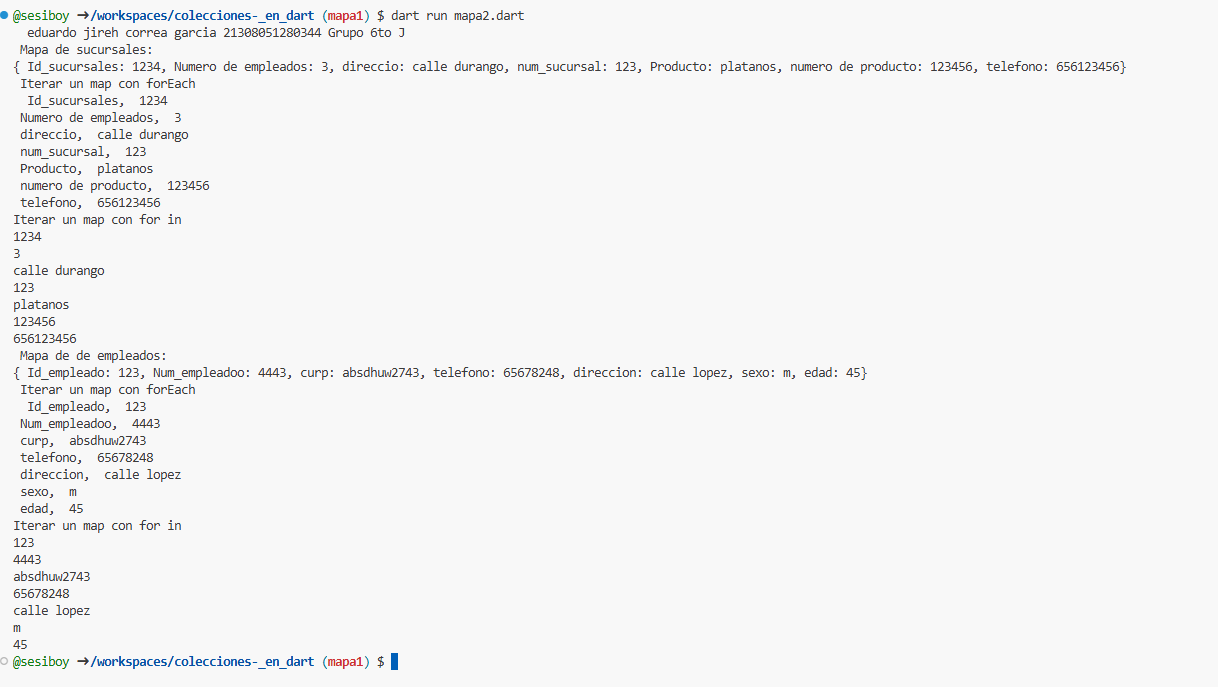 @sesiboy →/workspaces/colecciones-_en_dart (mapa1) $ dart run mapa2.dart
eduardo jireh correa garcia 21308051280344 Grupo 6to J
Mapa de sucursales:
{ Id_sucursales: 1234, Numero de empleados: 3, direccio: calle durango, num_sucursal: 123, Producto: platanos, numero de producto: 123456, telefono: 656123456}
Iterar un map con forEach
Id_sucursales,  1234
Numero de empleados,  3
direccio,  calle durango
num_sucursal,  123
Producto,  platanos
numero de producto,  123456
telefono,  656123456
Iterar un map con for in
1234
3
calle durango
123
platanos
123456
656123456
Mapa de de empleados:
{ Id_empleado: 123, Num_empleadoo: 4443, curp: absdhuw2743, telefono: 65678248, direccion: calle lopez, sexo: m, edad: 45}
Iterar un map con forEach
Id_empleado,  123
Num_empleadoo,  4443
curp,  absdhuw2743
telefono,  65678248
direccion,  calle lopez
sexo,  m
edad,  45
Iterar un map con for in
123
4443
absdhuw2743
65678248
calle lopez
m
45
@sesiboy →/workspaces/colecciones-_en_dart (mapa1) $